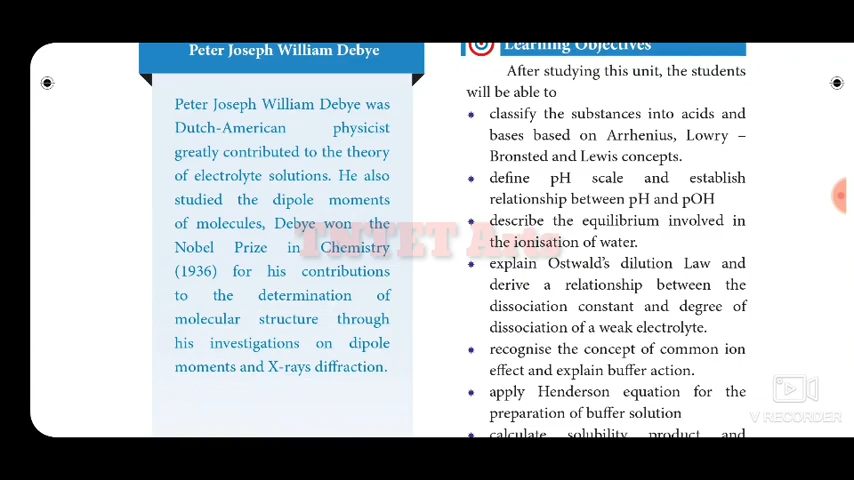 Peter Joseph William Debye
Peter Joseph William Debye was
Dutch-American physicist
greatly contributed to the theory
of electrolyte solutions. He also
studied the dipole moments
of molecules, Debye won the
Nobel Prize in Chemistry
(1936) for his contributions
to the determination of
molecular structure through
his investigations on dipole
moments and X-rays diffraction.
Learning Objectives
After studying this unit, the students
will be able to
classify the substances into acids and
bases based on Arrhenius, Lowry –
Bronsted and Lewis concepts.
define pH scale and establish
relationship between pH and pOH
describe the equilibrium involved in
the ionisation of water.
explain Ostwald's dilution Law and
derive a relationship between the
dissociation constant and degree of
dissociation of a weak electrolyte.
recognise the concept of common ion
effect and explain buffer action.
apply Henderson equation for the
preparation of buffer solution
calculate solubility product and
TNTET Arts
V RECORDER